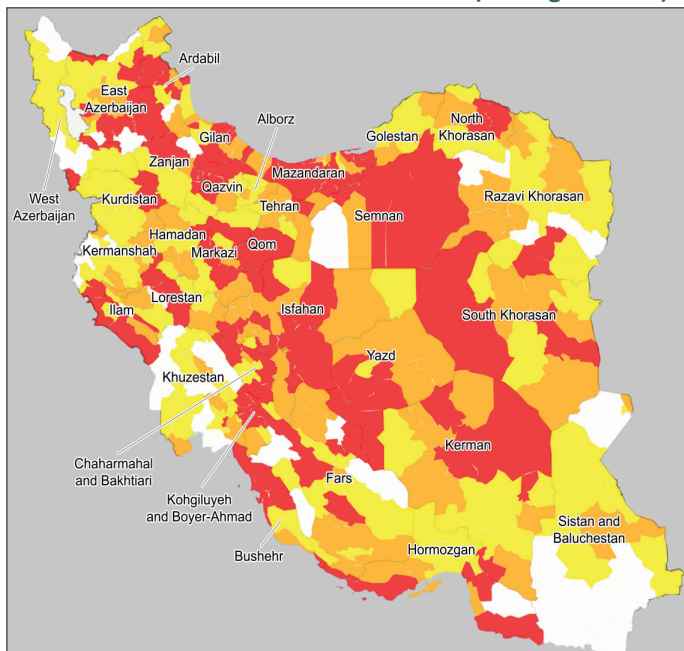 Ardabil
East
Azerbaijan
Alborz
North
Khorasan
Golestan
Gilan
Zanjan
Mazandaran
West
Azerbaijan
Kurdistan
Qazvin
Tehran
Semnan
Razavi Khorasan
Hamadan
Kermanshah
Markazi
Qom
Ilam
Lorestan
Isfahan
South Khorasan
Khuzestan
Yazd
Chaharmahal
and Bakhtiari
Kerman
Kohgiluyeh
and Boyer-Ahmad
Fars
Bushehr
Hormozgan
Sistan and
Baluchestan